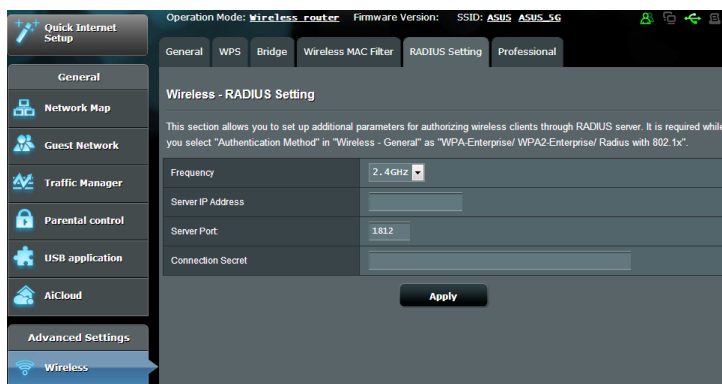 Quick Internet
Setup
Operation Mode: Wireless router Firmware Version: SSID: ASUS ASUS_5G
General WPS Bridge Wireless MAC Filter RADIUS Setting Professional
General
Network Map
Guest Network
Traffic Manager
Parental control
USB application
AiCloud
Advanced Settings
Wireless
Wireless - RADIUS Setting
This section allows you to set up additional parameters for authorizing wireless clients through RADIUS server. It is required while
you select "Authentication Method" in "Wireless - General" as "WPA-Enterprise/ WPA2-Enterprise/ Radius with 802.1x".
Frequency 2.4GHz
Server IP Address
Server Port: 1812
Connection Secret
Apply